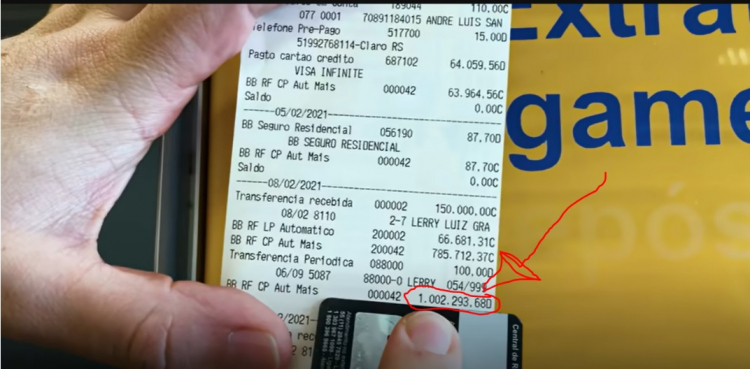 189044 110.00C
077 0001 70891184015 ANDRE LUIS SAN
Telefone Pre-Pago 517700 15.00D
51992768114-Claro RS
Pagto cartao credito 687102 64.059.56D
VISA INFINITE
BB RF CP Aut Mais 000042 63.964.56C
Saldo 0.00C
------05/02/2021------
BB Seguro Residencial 056190 87.70D
BB SEGURO RESIDENCIAL
BB RF CP Aut Mais 000042 87.70C
Saldo 0.00C
------08/02/2021------
Transferencia recebida 000002 150.000.00C
08/02 8110 2-7 LERRY LUIZ GRA
BB RF LP Automatico 200002 66.681.31C
BB RF CP Aut Mais 200042 785.712.37C
Transferencia Periodica 088000 100.00D
06/09 5087 88000-0 LERRY 054/999
BB RF CP Aut Mais 000042 1.002.293.68D
2/2021
Extra
game
Central do